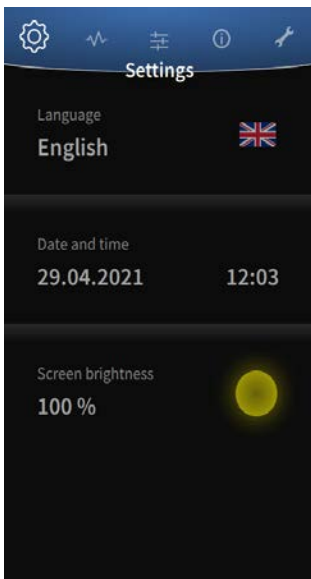 Settings
Language
English
Date and time
29.04.2021 12:03
Screen brightness
100 %